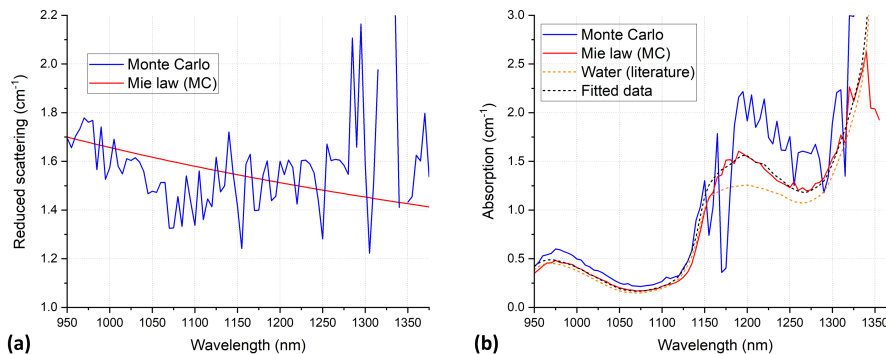 2.2
2.0
1.8
1.6
1.4
1.2
1.0
Reduced scattering (cm-1)
Monte Carlo
Mie law (MC)
950 1000 1050 1100 1150 1200 1250 1300 1350
Wavelength (nm)
(a)
3.0
2.5
2.0
1.5
1.0
0.5
0.0
Absorption (cm-1)
Monte Carlo
Mie law (MC)
Water (literature)
Fitted data
950 1000 1050 1100 1150 1200 1250 1300 1350
Wavelength (nm)
(b)